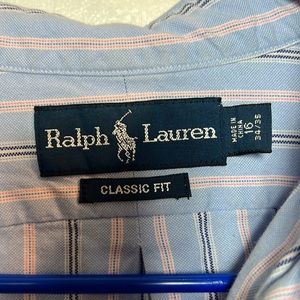 Ralph Lauren
MADE IN
CHINA
16
34/35
CLASSIC FIT